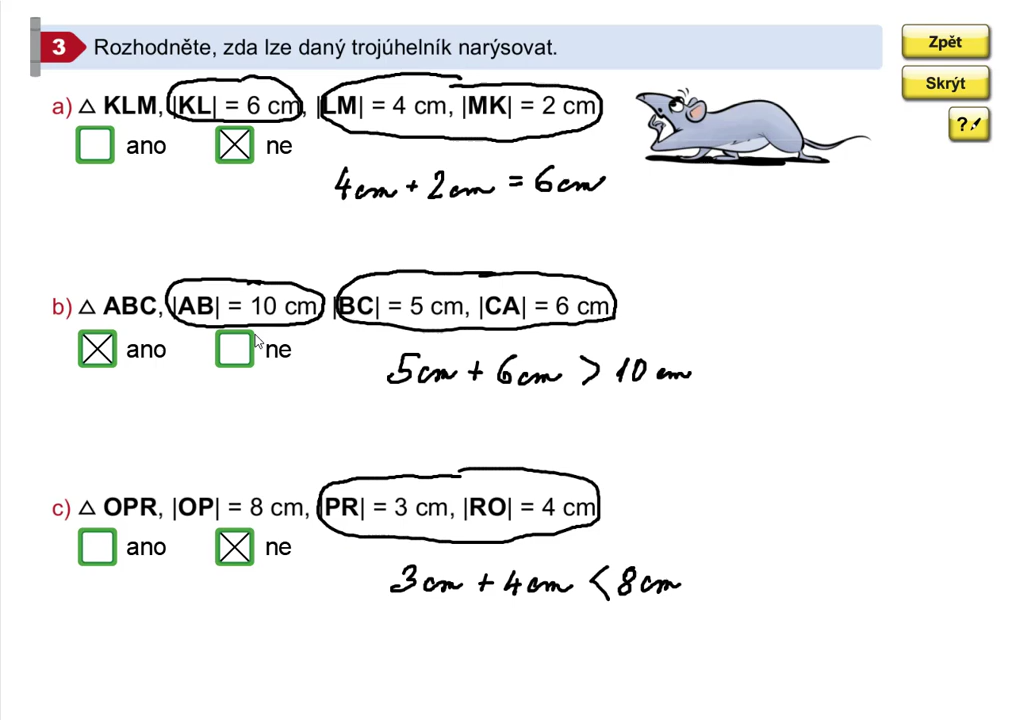 3 Rozhodněte, zda lze daný trojúhelník narýsovat.
Zpět
Skrýt
?
a) △ KLM, |KL| = 6 cm, |LM| = 4 cm, |MK| = 2 cm
ano ne
4cm + 2cm = 6cm
b) △ ABC, |AB| = 10 cm, |BC| = 5 cm, |CA| = 6 cm
ano ne
5cm + 6cm > 10 cm
c) △ OPR, |OP| = 8 cm, |PR| = 3 cm, |RO| = 4 cm
ano ne
3cm + 4cm < 8cm